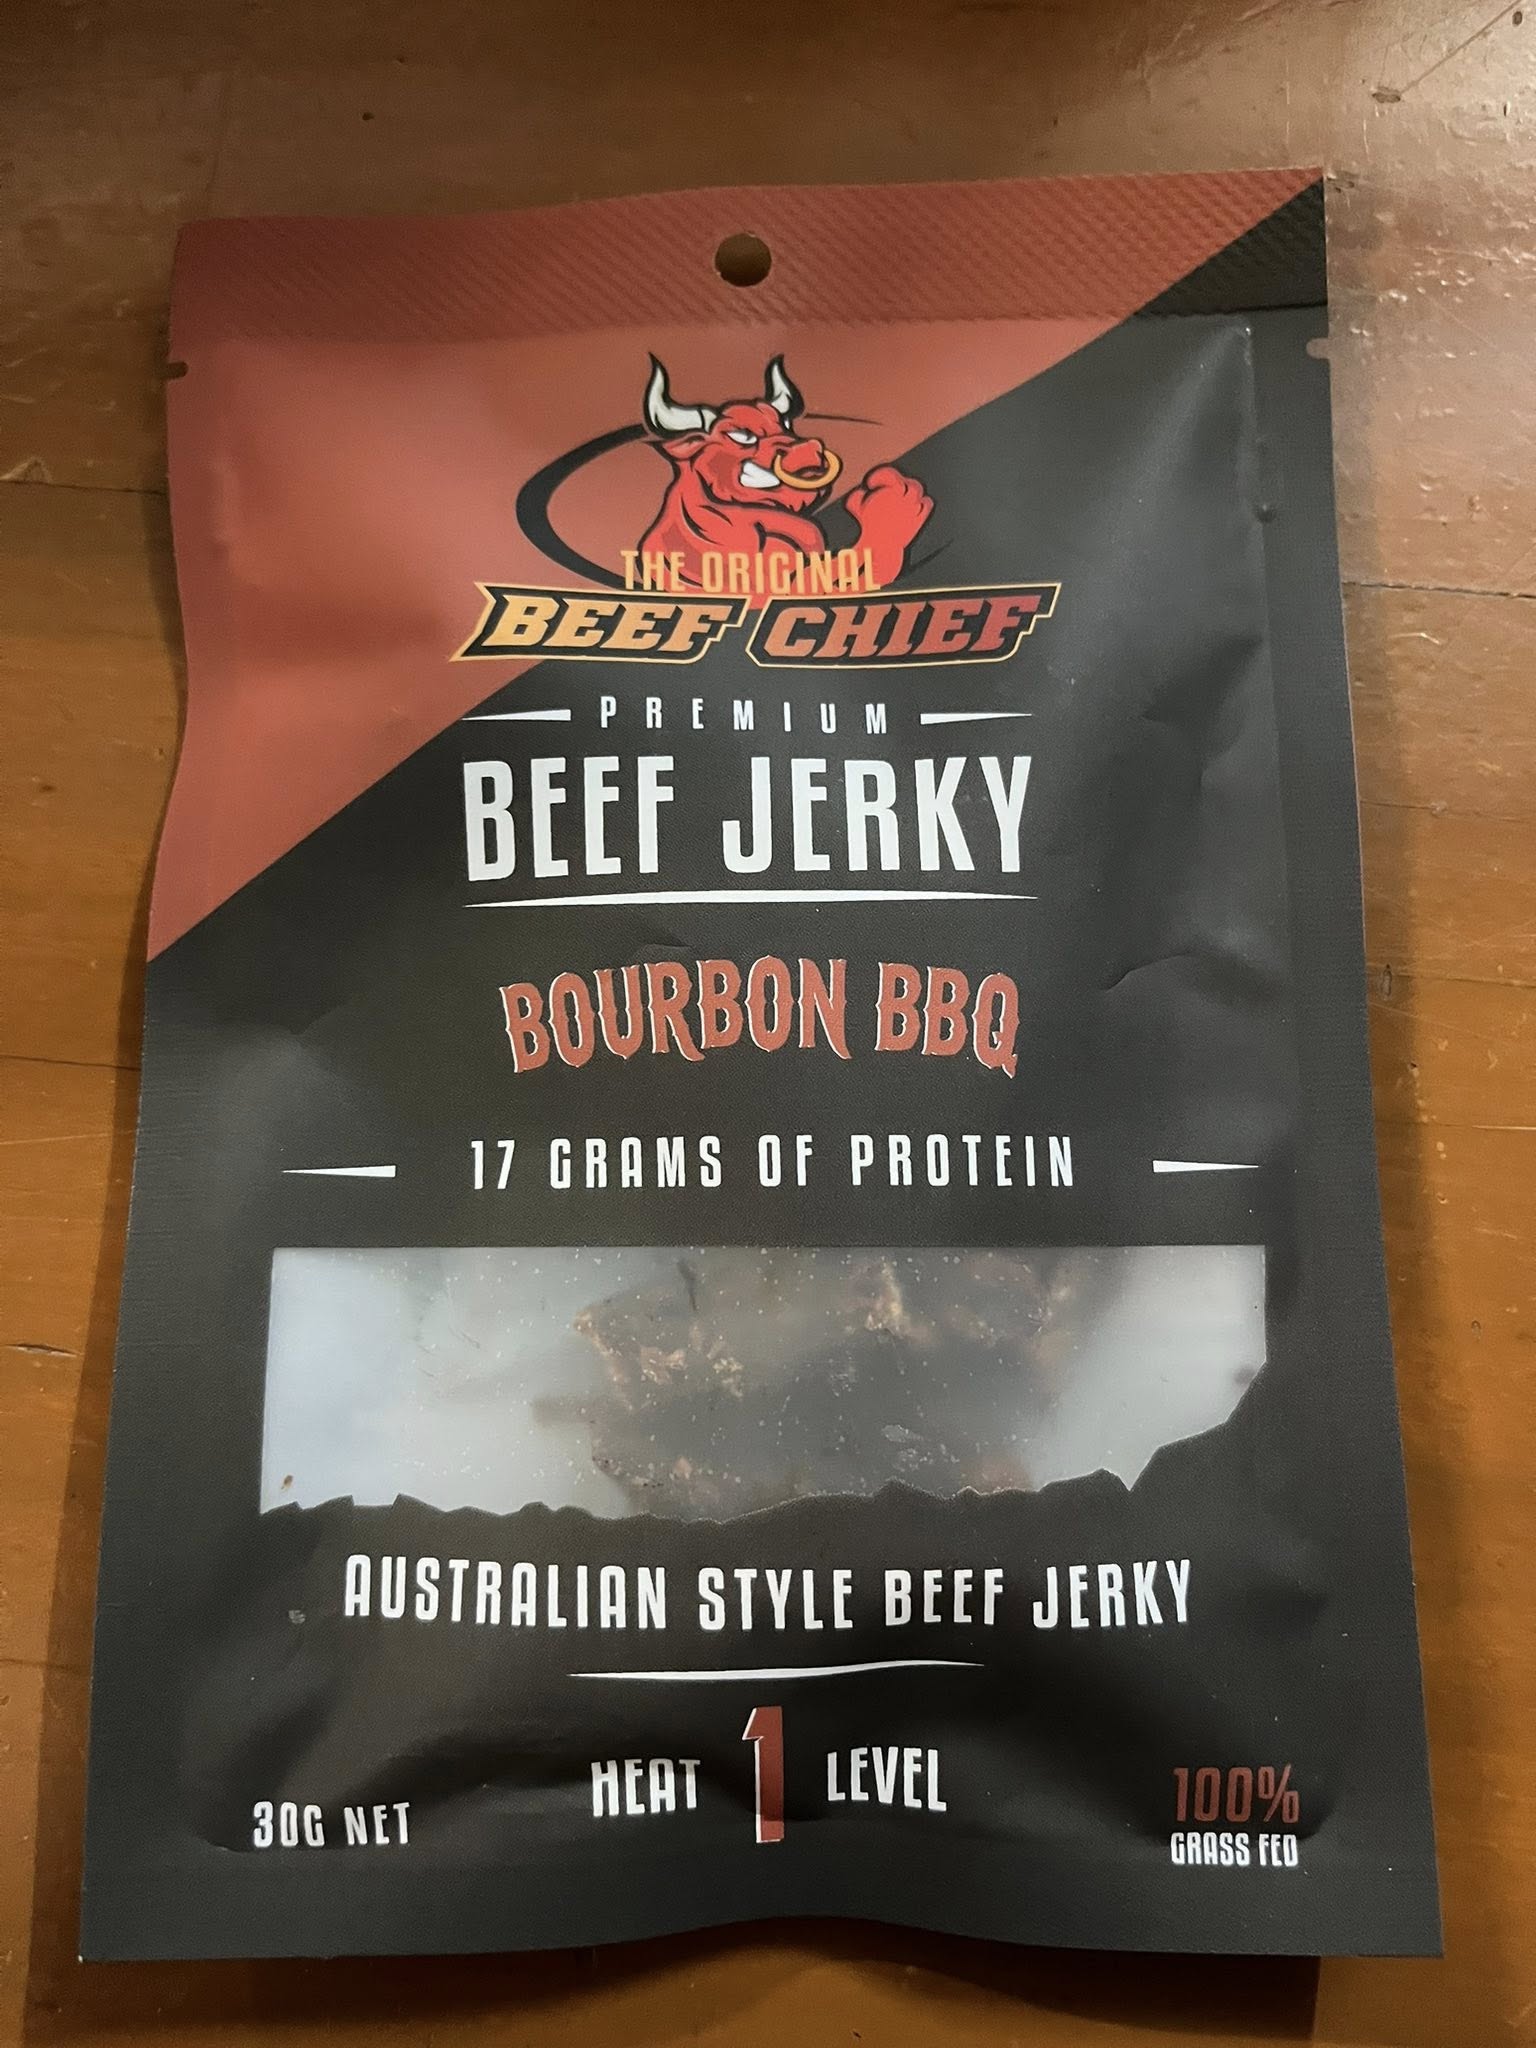 THE ORIGINAL
BEEF CHIEF
PREMIUM
BEEF JERKY
BOURBON BBQ
17 GRAMS OF PROTEIN
AUSTRALIAN STYLE BEEF JERKY
HEAT 1 LEVEL
30G NET
100%
GRASS FED